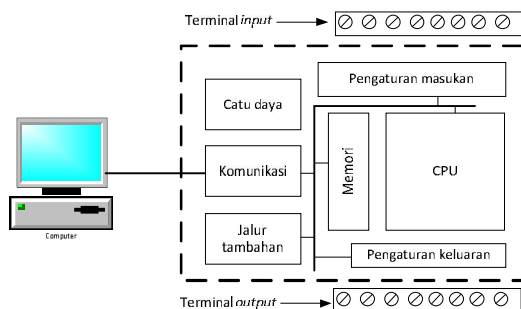 Terminal input
Pengaturan masukan
Catu daya
Komunikasi
Memori
CPU
Computer
Jalur
tambahan
Pengaturan keluaran
Terminal output